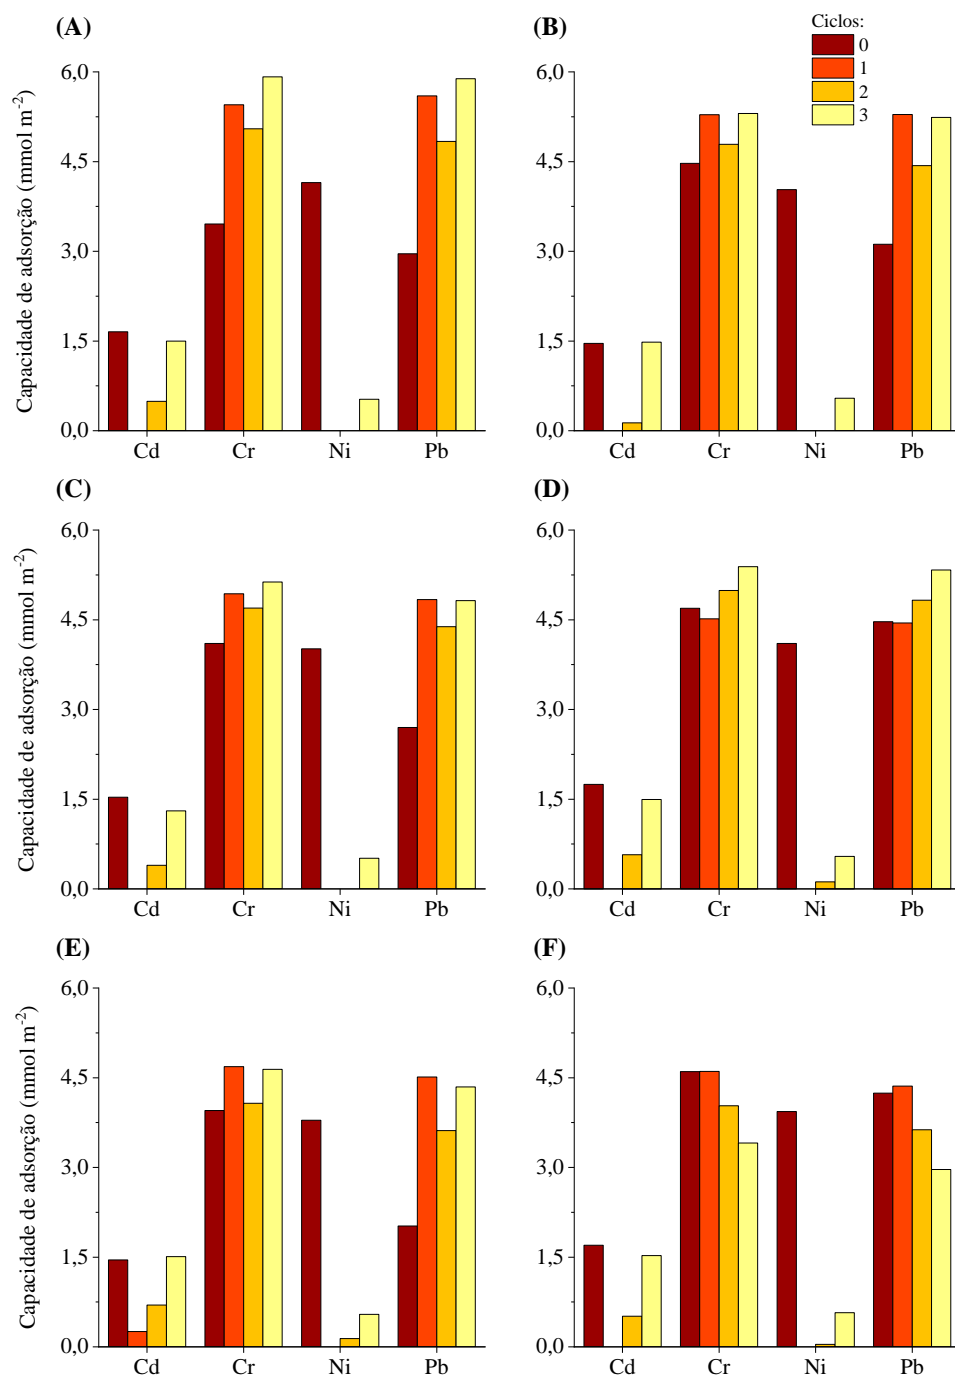 (A)
Capacidade de adsorção (mmol m⁻²)
6,0
4,5
3,0
1,5
0,0
Cd Cr Ni Pb
(B)
Ciclos:
0
1
2
3
6,0
4,5
3,0
1,5
0,0
Cd Cr Ni Pb
(C)
Capacidade de adsorção (mmol m⁻²)
6,0
4,5
3,0
1,5
0,0
Cd Cr Ni Pb
(D)
6,0
4,5
3,0
1,5
0,0
Cd Cr Ni Pb
(E)
Capacidade de adsorção (mmol m⁻²)
6,0
4,5
3,0
1,5
0,0
Cd Cr Ni Pb
(F)
6,0
4,5
3,0
1,5
0,0
Cd Cr Ni Pb